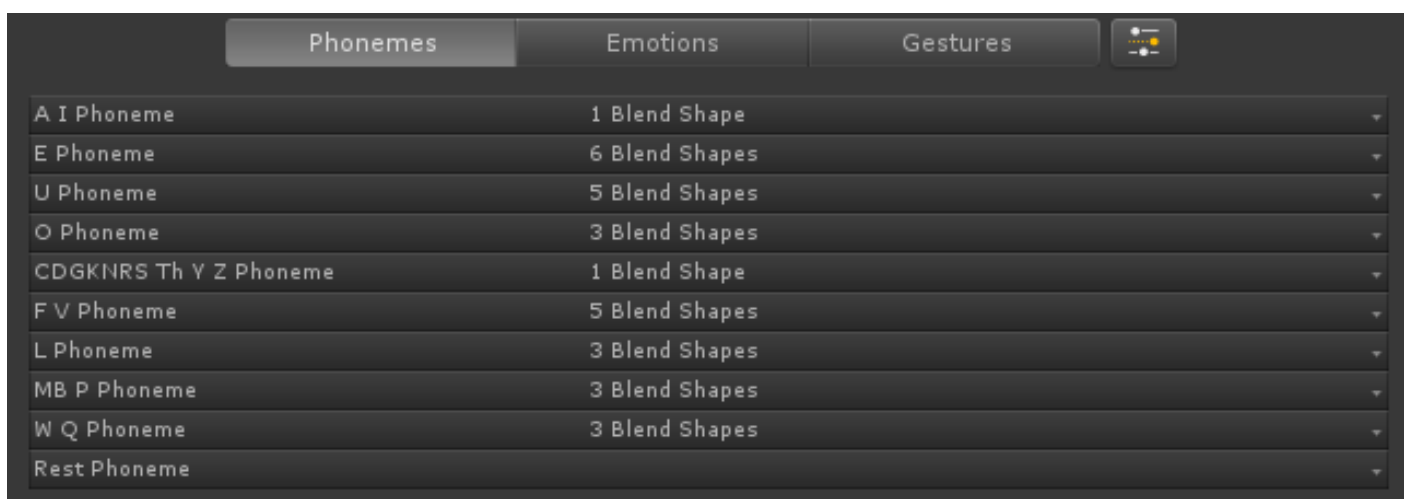 Phonemes Emotions Gestures
A I Phoneme 1 Blend Shape
E Phoneme 6 Blend Shapes
U Phoneme 5 Blend Shapes
O Phoneme 3 Blend Shapes
CDGKNRS Th Y Z Phoneme 1 Blend Shape
F V Phoneme 5 Blend Shapes
L Phoneme 3 Blend Shapes
MB P Phoneme 3 Blend Shapes
W Q Phoneme 3 Blend Shapes
Rest Phoneme